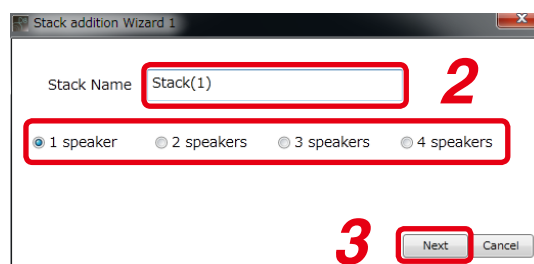 Stack addition Wizard 1
Stack Name Stack(1) 2
1 speaker 2 speakers 3 speakers 4 speakers
3 Next Cancel